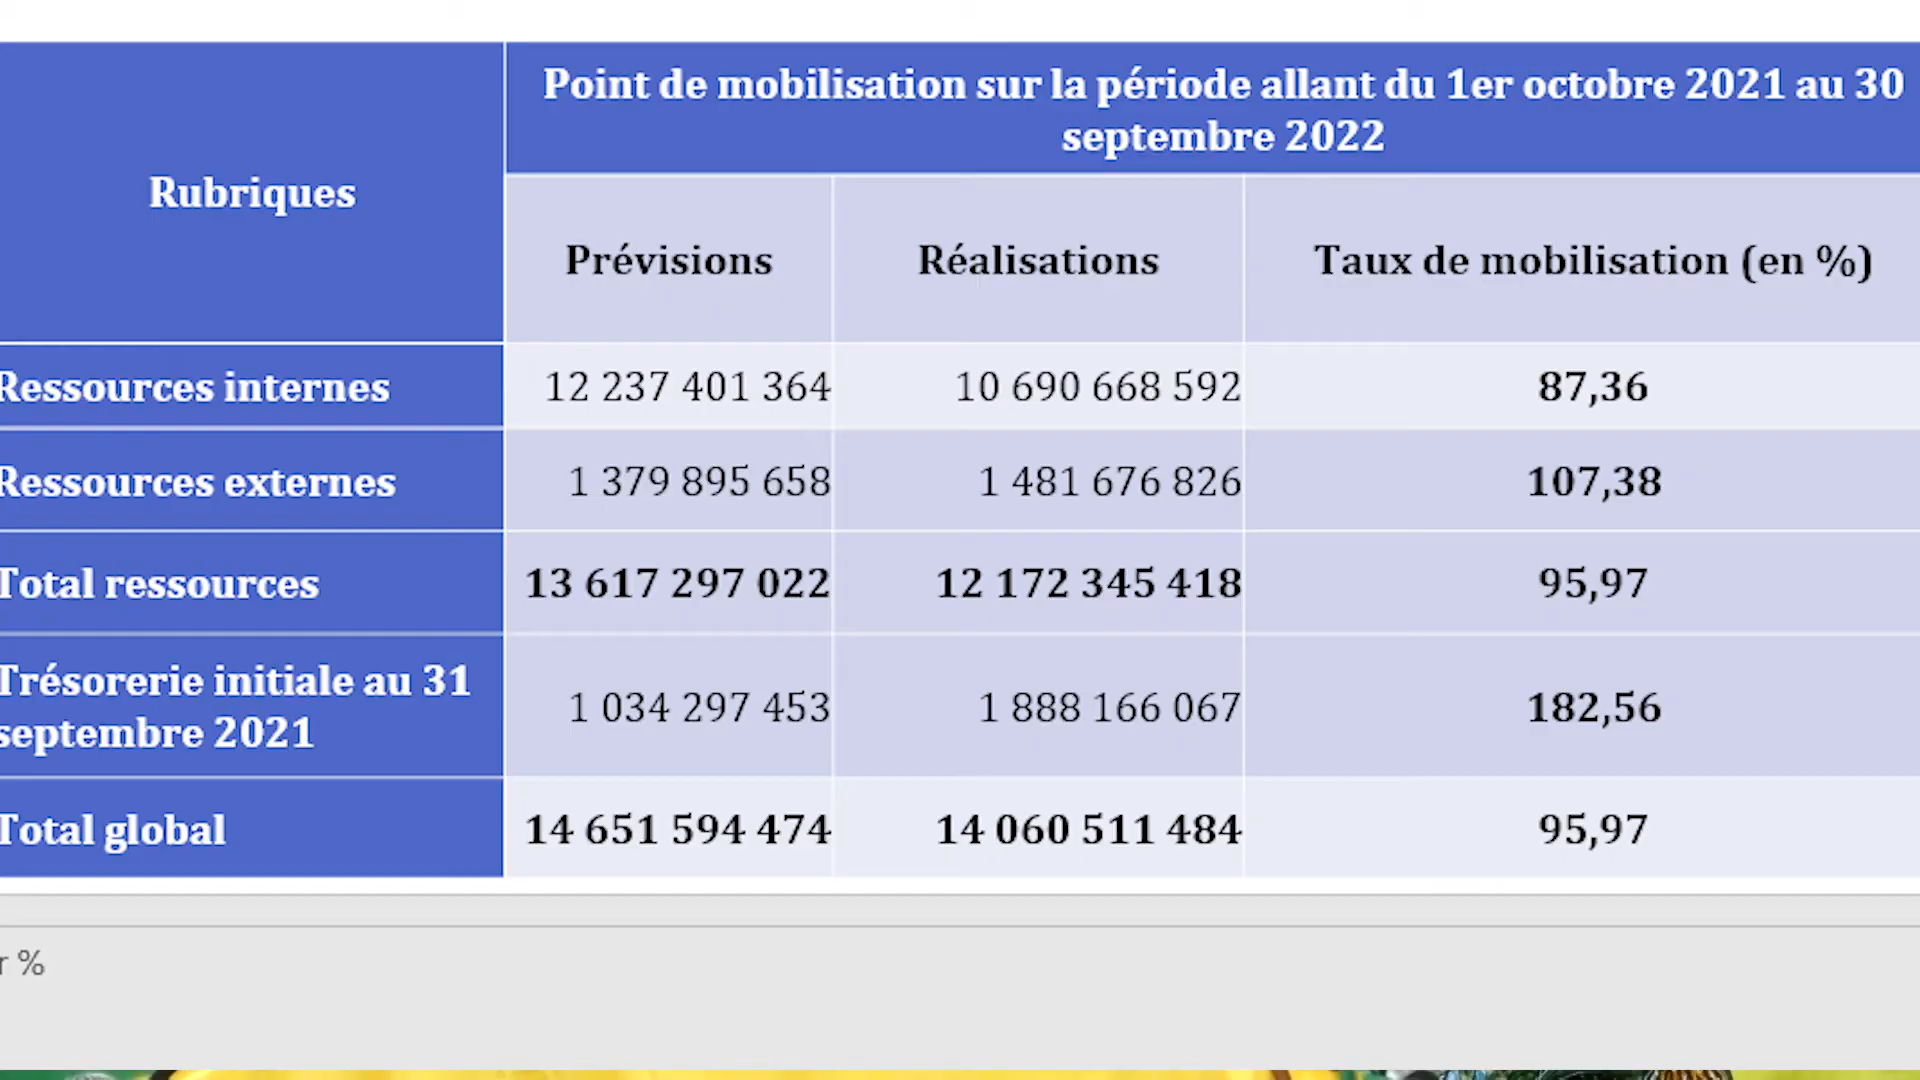 Point de mobilisation sur la période allant du 1er octobre 2021 au 30
septembre 2022
Rubriques
Prévisions Réalisations Taux de mobilisation (en %)
Ressources internes 12 237 401 364 10 690 668 592 87,36
Ressources externes 1 379 895 658 1 481 676 826 107,38
Total ressources 13 617 297 022 12 172 345 418 95,97
Trésorerie initiale au 31
septembre 2021 1 034 297 453 1 888 166 067 182,56
Total global 14 651 594 474 14 060 511 484 95,97
r %